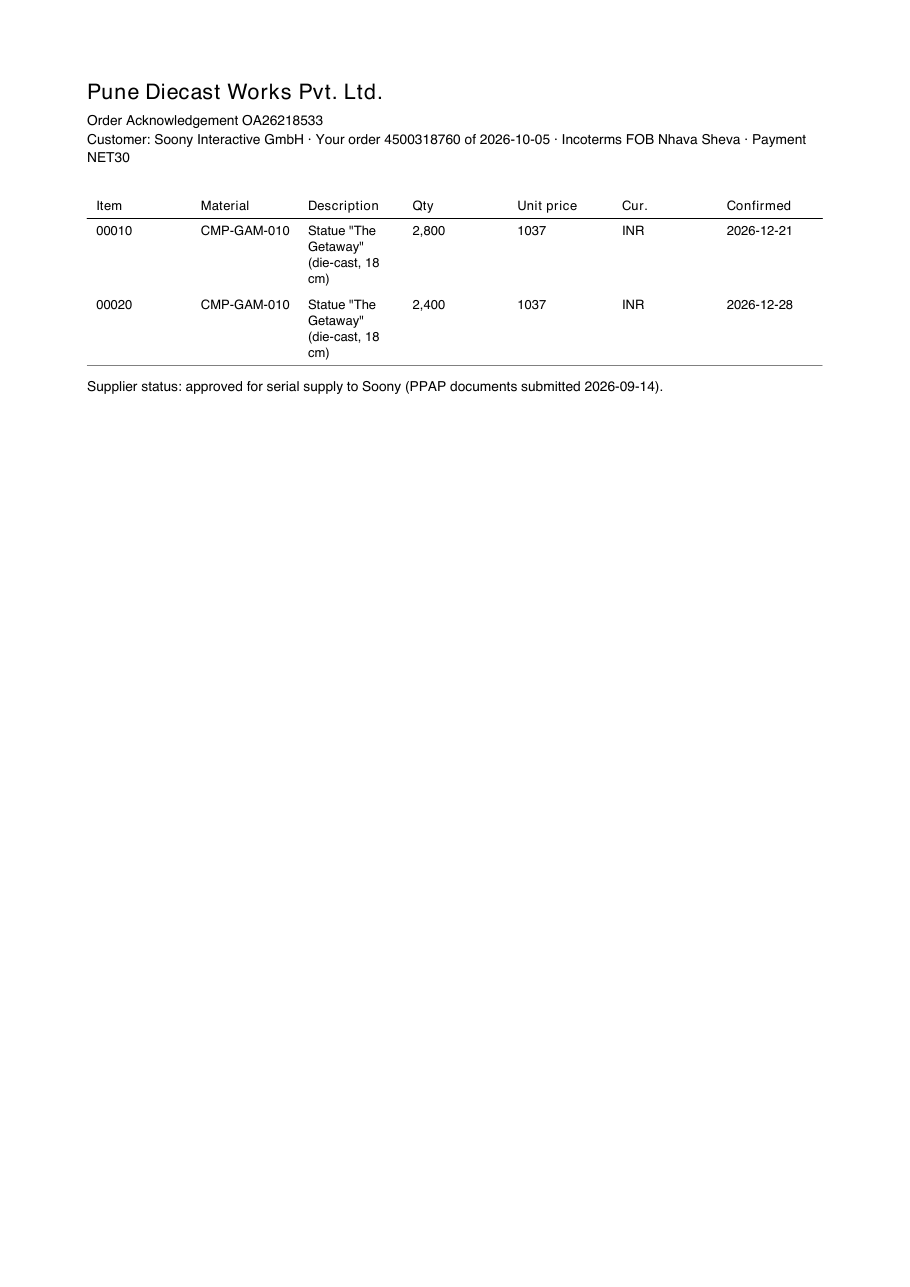 Pune Diecast Works Pvt. Ltd.
Order Acknowledgement OA26218533
Customer: Soony Interactive GmbH · Your order 4500318760 of 2026-10-05 · Incoterms FOB Nhava Sheva · Payment
NET30
Item Material Description Qty Unit price Cur. Confirmed
00010 CMP-GAM-010 Statue "The 2,800 1037 INR 2026-12-21
Getaway"
(die-cast, 18
cm)
00020 CMP-GAM-010 Statue "The 2,400 1037 INR 2026-12-28
Getaway"
(die-cast, 18
cm)
Supplier status: approved for serial supply to Soony (PPAP documents submitted 2026-09-14).